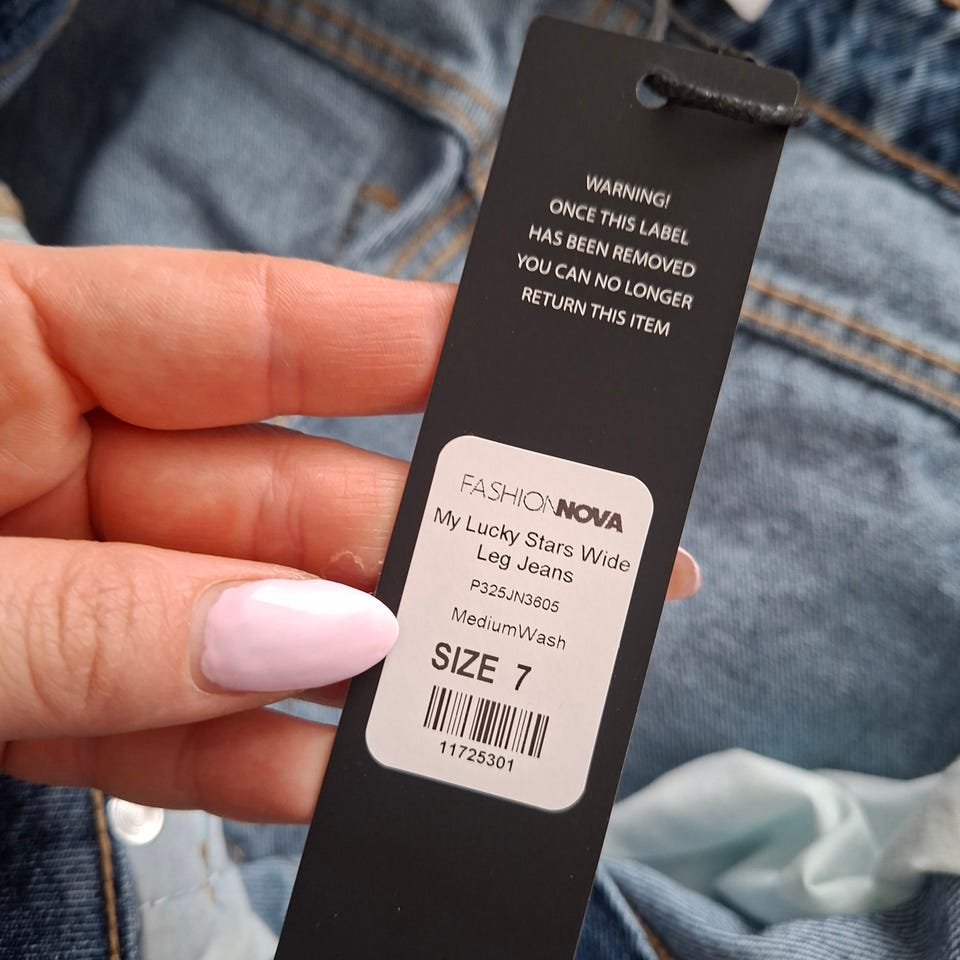 WARNING!
ONCE THIS LABEL
HAS BEEN REMOVED
YOU CAN NO LONGER
RETURN THIS ITEM
FASHIONNOVA
My Lucky Stars Wide
Leg Jeans
P325JN3605
MediumWash
SIZE 7
11725301